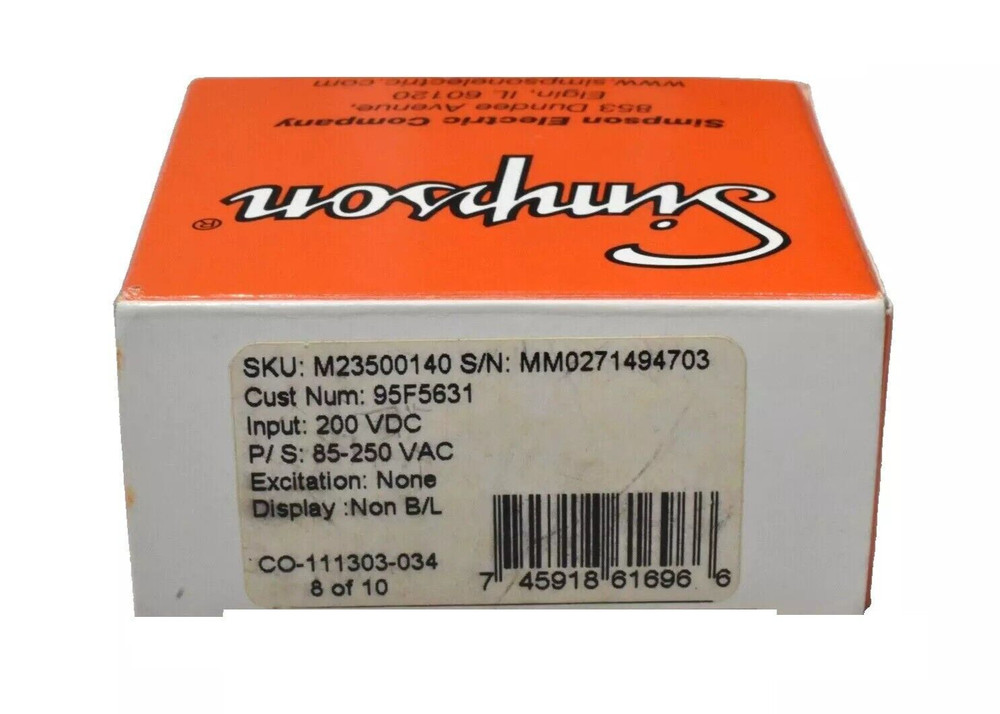 www.simpsonelectric.com
Elgin, IL 60120
853 Dundee Avenue.
Simpson Electric Company
Simpson ®
SKU: M23500140 S/N: MM0271494703
Cust Num: 95F5631
Input: 200 VDC
P/ S: 85-250 VAC
Excitation: None
Display :Non B/L
CO-111303-034
8 of 10
7 45918 61696 6